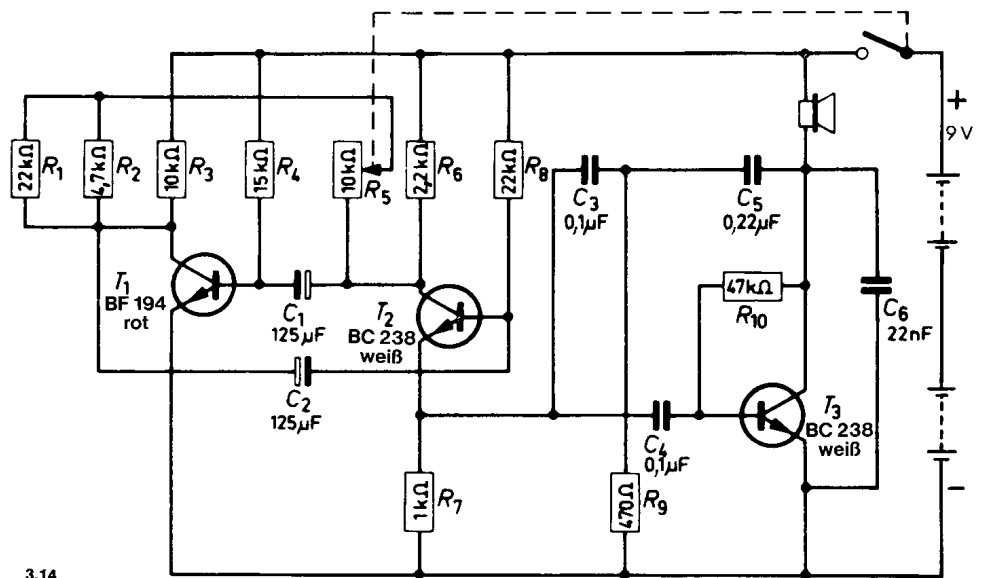 +
9 V
22kΩ R₁
4,7kΩ R₂
10kΩ R₃
15kΩ R₄
10kΩ R₅
2,2kΩ R₆
22kΩ R₈
C₃
0,1µF
C₅
0,22µF
T₁
BF 194
rot
C₁
125µF
T₂
BC 238
weiß
47kΩ
R₁₀
C₆
22nF
C₂
125µF
T₃
BC 238
weiß
C₄
0,1µF
1kΩ R₇
470Ω R₉
−
3.14